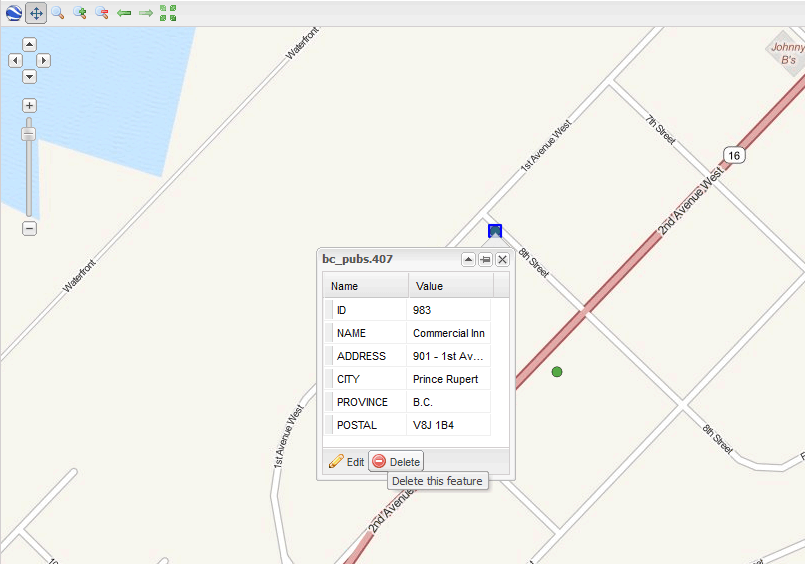 Waterfront
Johnny
B's
7th Street
1st Avenue West
16
2nd Avenue West
8th Street
Waterfront
bc_pubs.407
Name Value
ID 983
NAME Commercial Inn
ADDRESS 901 - 1st Av...
CITY Prince Rupert
PROVINCE B.C.
POSTAL V8J 1B4
1st Avenue West
8th Street
Edit Delete
Delete this feature
2nd Avenue